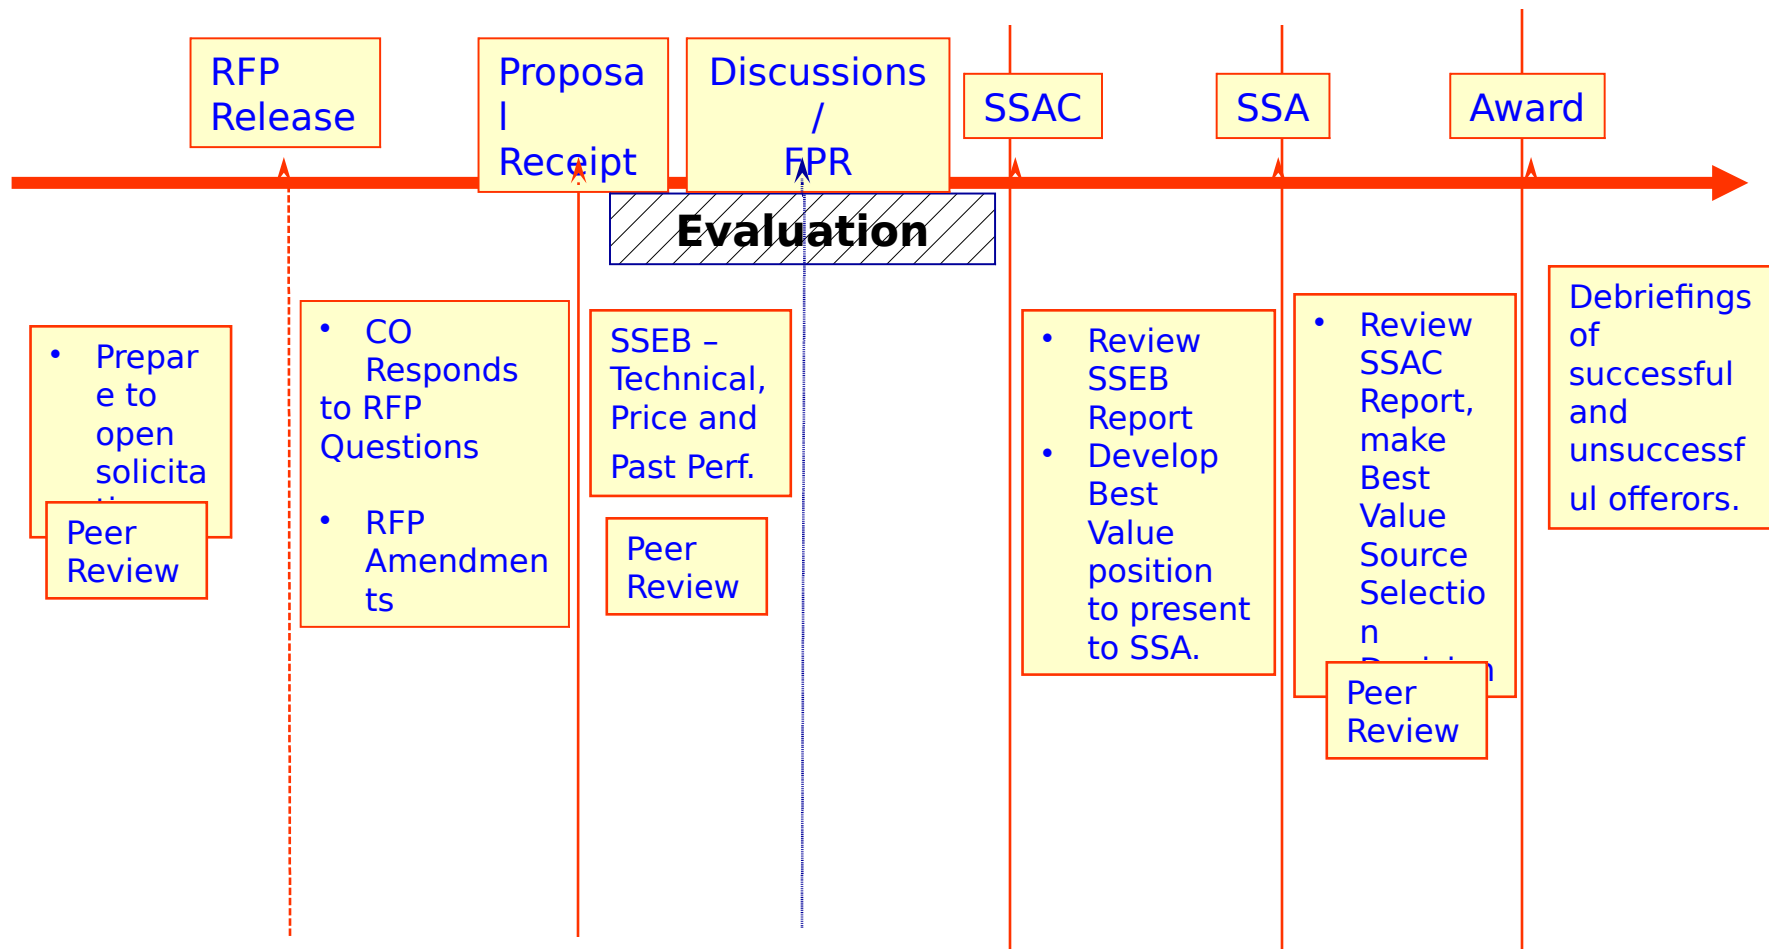 RFP
Release
Proposa
l
Receipt
Discussions
/
FPR
SSAC
SSA
Award
Evaluation
• Prepar
e to
open
solicita
Peer
Review
• CO
Responds
to RFP
Questions
• RFP
Amendmen
ts
SSEB –
Technical,
Price and
Past Perf.
Peer
Review
• Review
SSEB
Report
• Develop
Best
Value
position
to present
to SSA.
• Review
SSAC
Report,
make
Best
Value
Source
Selectio
n
Peer
Review
Debriefings
of
successful
and
unsuccessf
ul offerors.